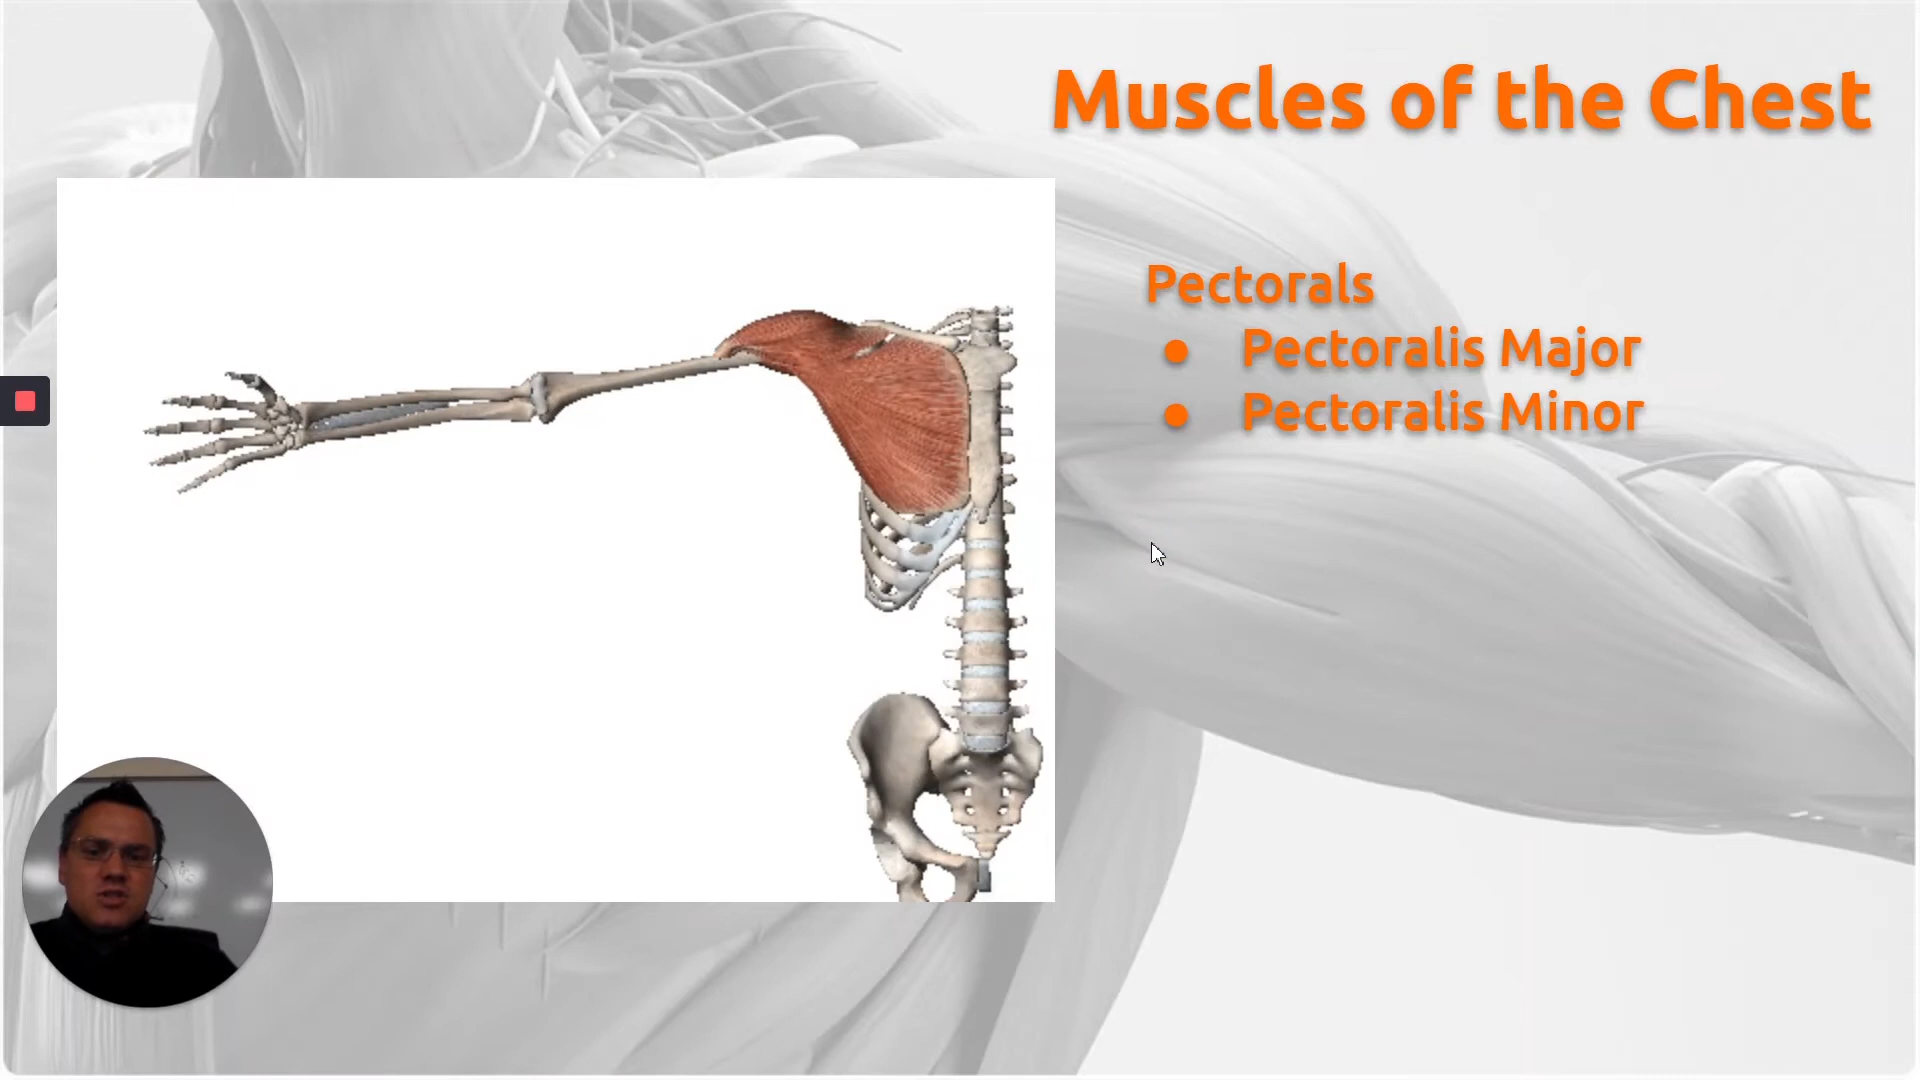 Muscles of the Chest
Pectorals
● Pectoralis Major
● Pectoralis Minor